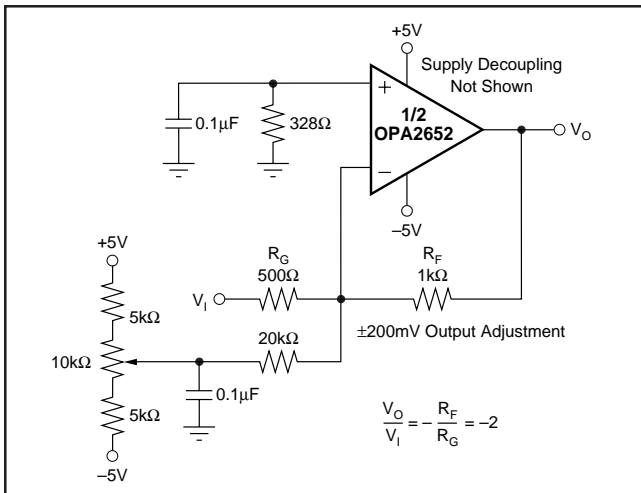 +5V
Supply Decoupling
Not Shown
+
1/2
OPA2652
−
0.1µF
328Ω
V_O
−5V
+5V
R_G
500Ω
R_F
1kΩ
V_I
5kΩ
20kΩ
±200mV Output Adjustment
10kΩ
0.1µF
5kΩ
V_O/V_I = − R_F/R_G = −2
−5V